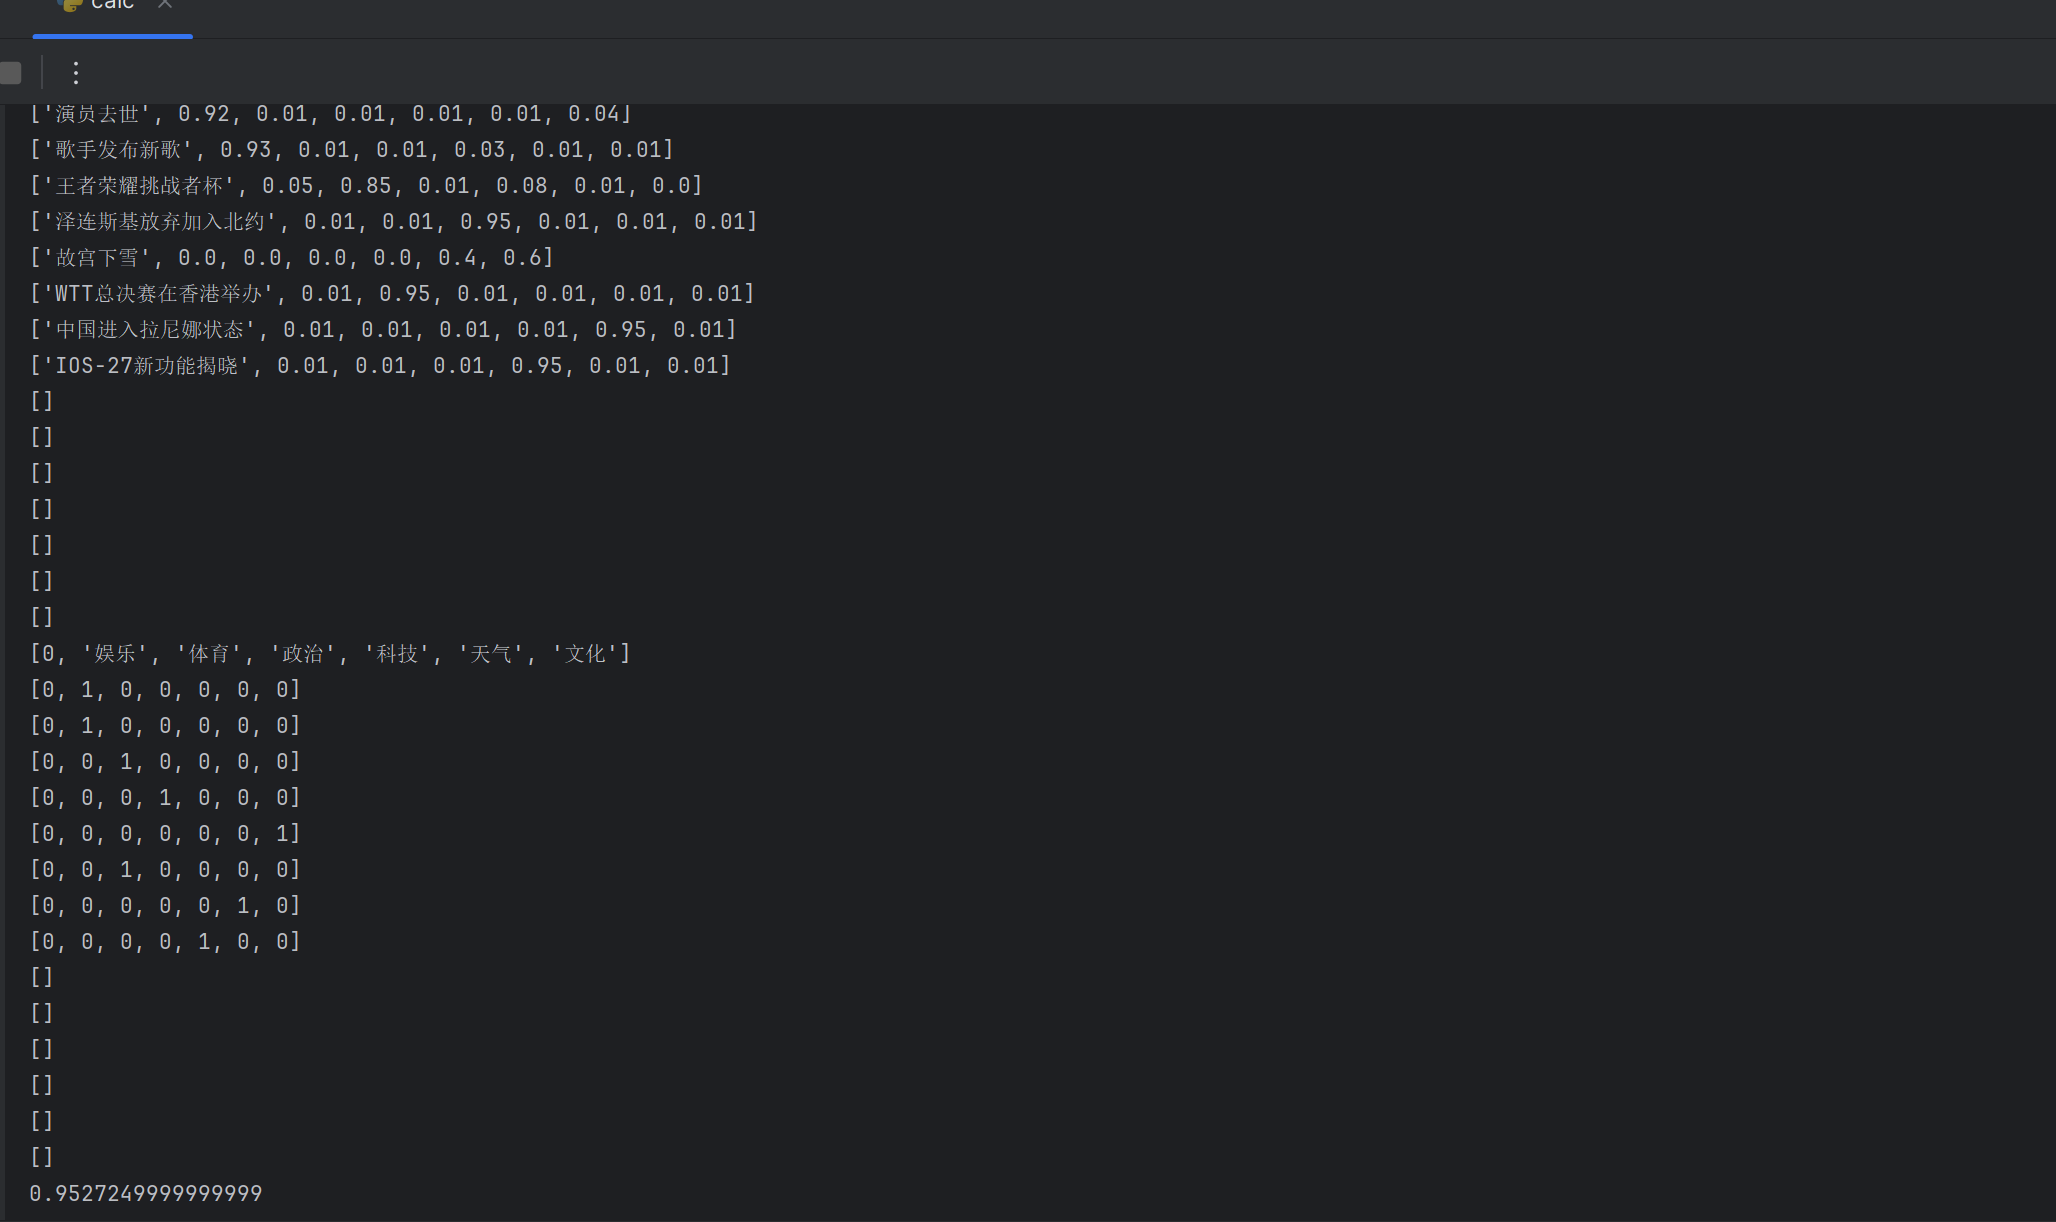 calc
['演员去世', 0.92, 0.01, 0.01, 0.01, 0.01, 0.04]
['歌手发布新歌', 0.93, 0.01, 0.01, 0.03, 0.01, 0.01]
['王者荣耀挑战者杯', 0.05, 0.85, 0.01, 0.08, 0.01, 0.0]
['泽连斯基放弃加入北约', 0.01, 0.01, 0.95, 0.01, 0.01, 0.01]
['故宫下雪', 0.0, 0.0, 0.0, 0.0, 0.4, 0.6]
['WTT总决赛在香港举办', 0.01, 0.95, 0.01, 0.01, 0.01, 0.01]
['中国进入拉尼娜状态', 0.01, 0.01, 0.01, 0.01, 0.95, 0.01]
['IOS-27新功能揭晓', 0.01, 0.01, 0.01, 0.95, 0.01, 0.01]
[]
[]
[]
[]
[]
[]
[]
[0, '娱乐', '体育', '政治', '科技', '天气', '文化']
[0, 1, 0, 0, 0, 0, 0]
[0, 1, 0, 0, 0, 0, 0]
[0, 0, 1, 0, 0, 0, 0]
[0, 0, 0, 1, 0, 0, 0]
[0, 0, 0, 0, 0, 0, 1]
[0, 0, 1, 0, 0, 0, 0]
[0, 0, 0, 0, 0, 1, 0]
[0, 0, 0, 0, 1, 0, 0]
[]
[]
[]
[]
[]
[]
0.9527249999999999